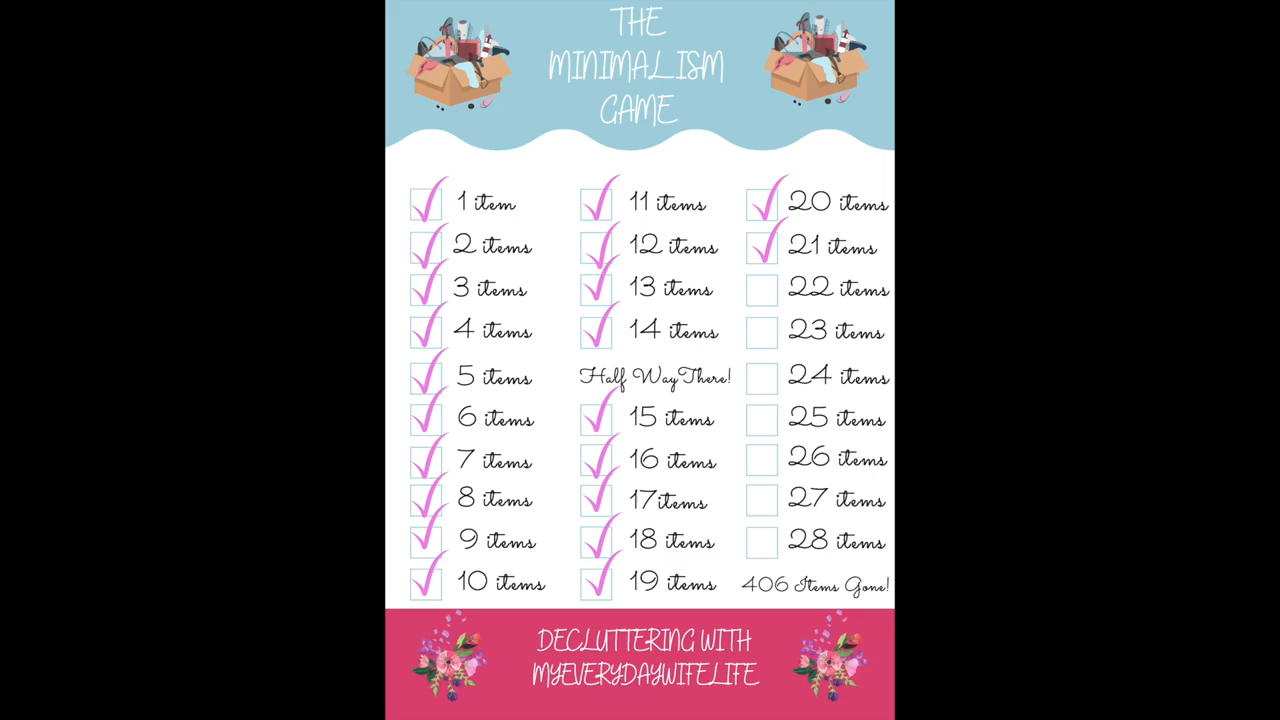 THE
MINIMALISM
GAME
1 item
2 items
3 items
4 items
5 items
6 items
7 items
8 items
9 items
10 items
11 items
12 items
13 items
14 items
Half WayThere!
15 items
16 items
17items
18 items
19 items
20 items
21 items
22 items
23 items
24 items
25 items
26 items
27 items
28 items
406 Items Gone!
DECLUTTERING WITH
MYEVERYDAYWIFELIFE